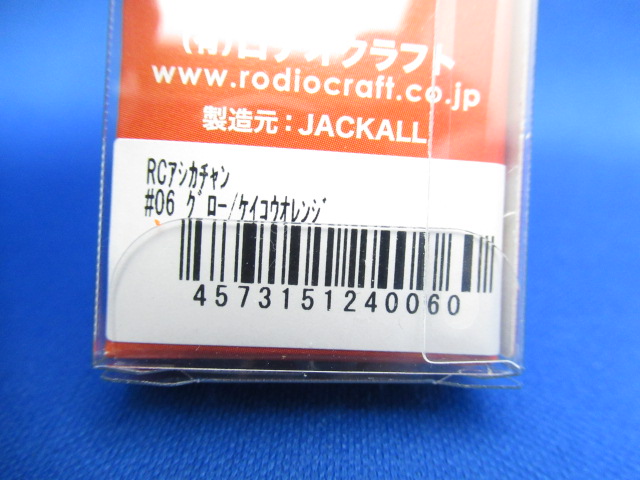 (有)ロデオクラフト
www.rodiocraft.co.jp
製造元：JACKALL
RCアシカチャン
#06 グロー/ケイコウオレンジ
4573151240060